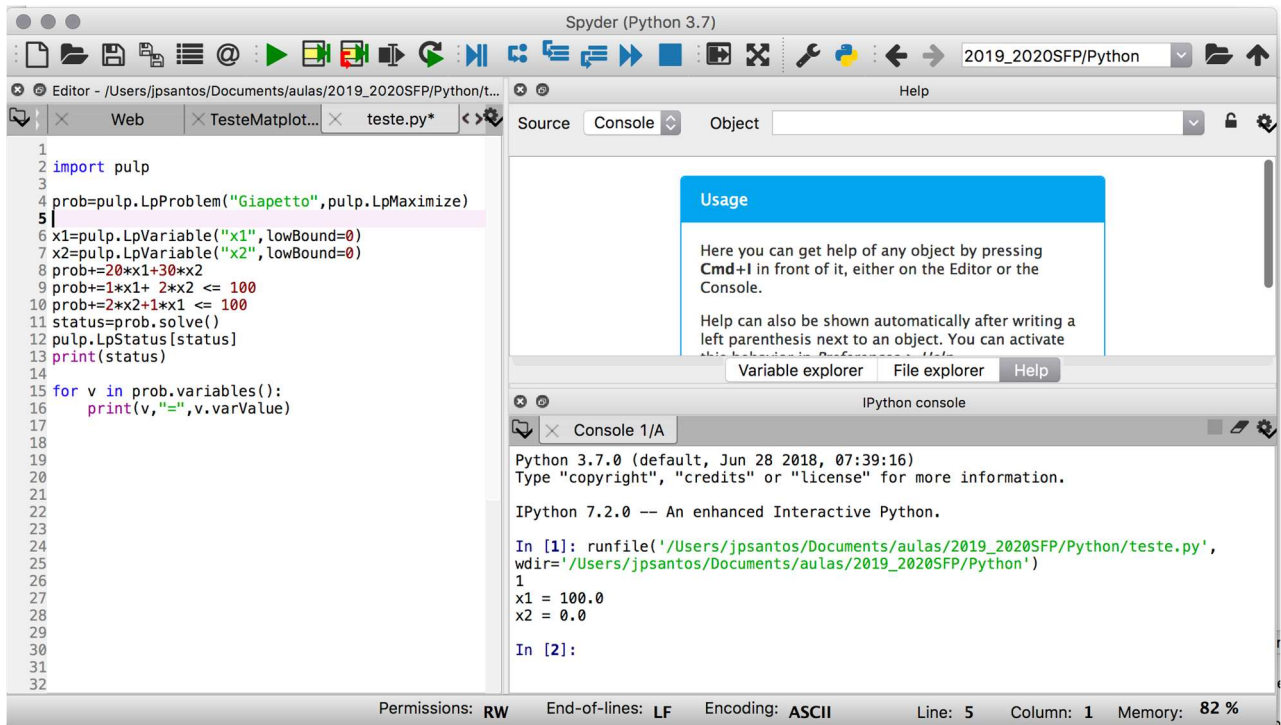 Spyder (Python 3.7)
2019_2020SFP/Python
Editor - /Users/jpsantos/Documents/aulas/2019_2020SFP/Python/t...
Web
TesteMatplot...
teste.py*
1
2 import pulp
3
4 prob=pulp.LpProblem("Giapetto",pulp.LpMaximize)
5
6 x1=pulp.LpVariable("x1",lowBound=0)
7 x2=pulp.LpVariable("x2",lowBound=0)
8 prob+=20*x1+30*x2
9 prob+=1*x1+ 2*x2 <= 100
10 prob+=2*x2+1*x1 <= 100
11 status=prob.solve()
12 pulp.LpStatus[status]
13 print(status)
14
15 for v in prob.variables():
16     print(v,"=",v.varValue)
17
18
19
20
21
22
23
24
25
26
27
28
29
30
31
32
Help
Source Console Object
Usage
Here you can get help of any object by pressing
Cmd+I in front of it, either on the Editor or the
Console.
Help can also be shown automatically after writing a
left parenthesis next to an object. You can activate
this behavior in Preferences > Help.
Variable explorer File explorer Help
IPython console
Console 1/A
Python 3.7.0 (default, Jun 28 2018, 07:39:16)
Type "copyright", "credits" or "license" for more information.
IPython 7.2.0 -- An enhanced Interactive Python.
In [1]: runfile('/Users/jpsantos/Documents/aulas/2019_2020SFP/Python/teste.py',
wdir='/Users/jpsantos/Documents/aulas/2019_2020SFP/Python')
1
x1 = 100.0
x2 = 0.0
In [2]:
Permissions: RW End-of-lines: LF Encoding: ASCII Line: 5 Column: 1 Memory: 82 %